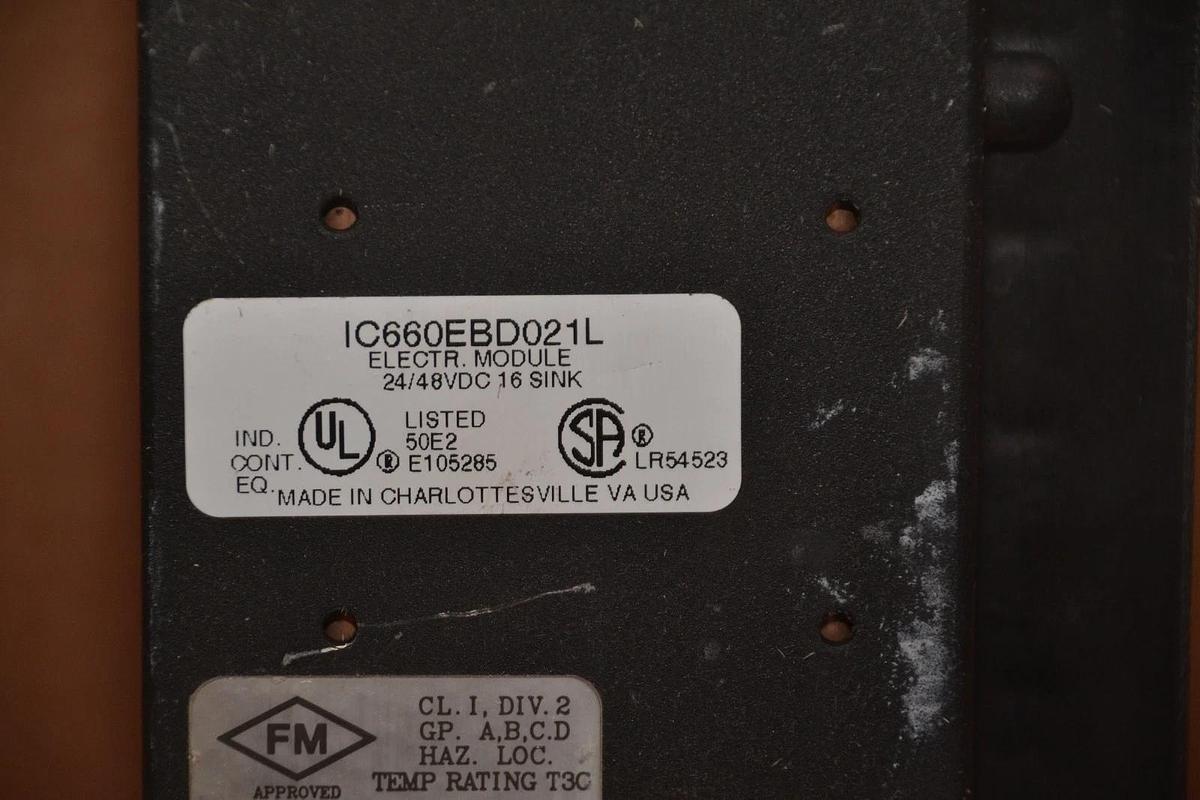 IC660EBD021L
ELECTR. MODULE
24/48VDC 16 SINK
IND.
CONT.
EQ.
UL
®
LISTED
50E2
E105285
SA
®
LR54523
MADE IN CHARLOTTESVILLE VA USA
FM
APPROVED
CL. I, DIV. 2
GP. A,B,C.D
HAZ. LOC.
TEMP RATING T3C